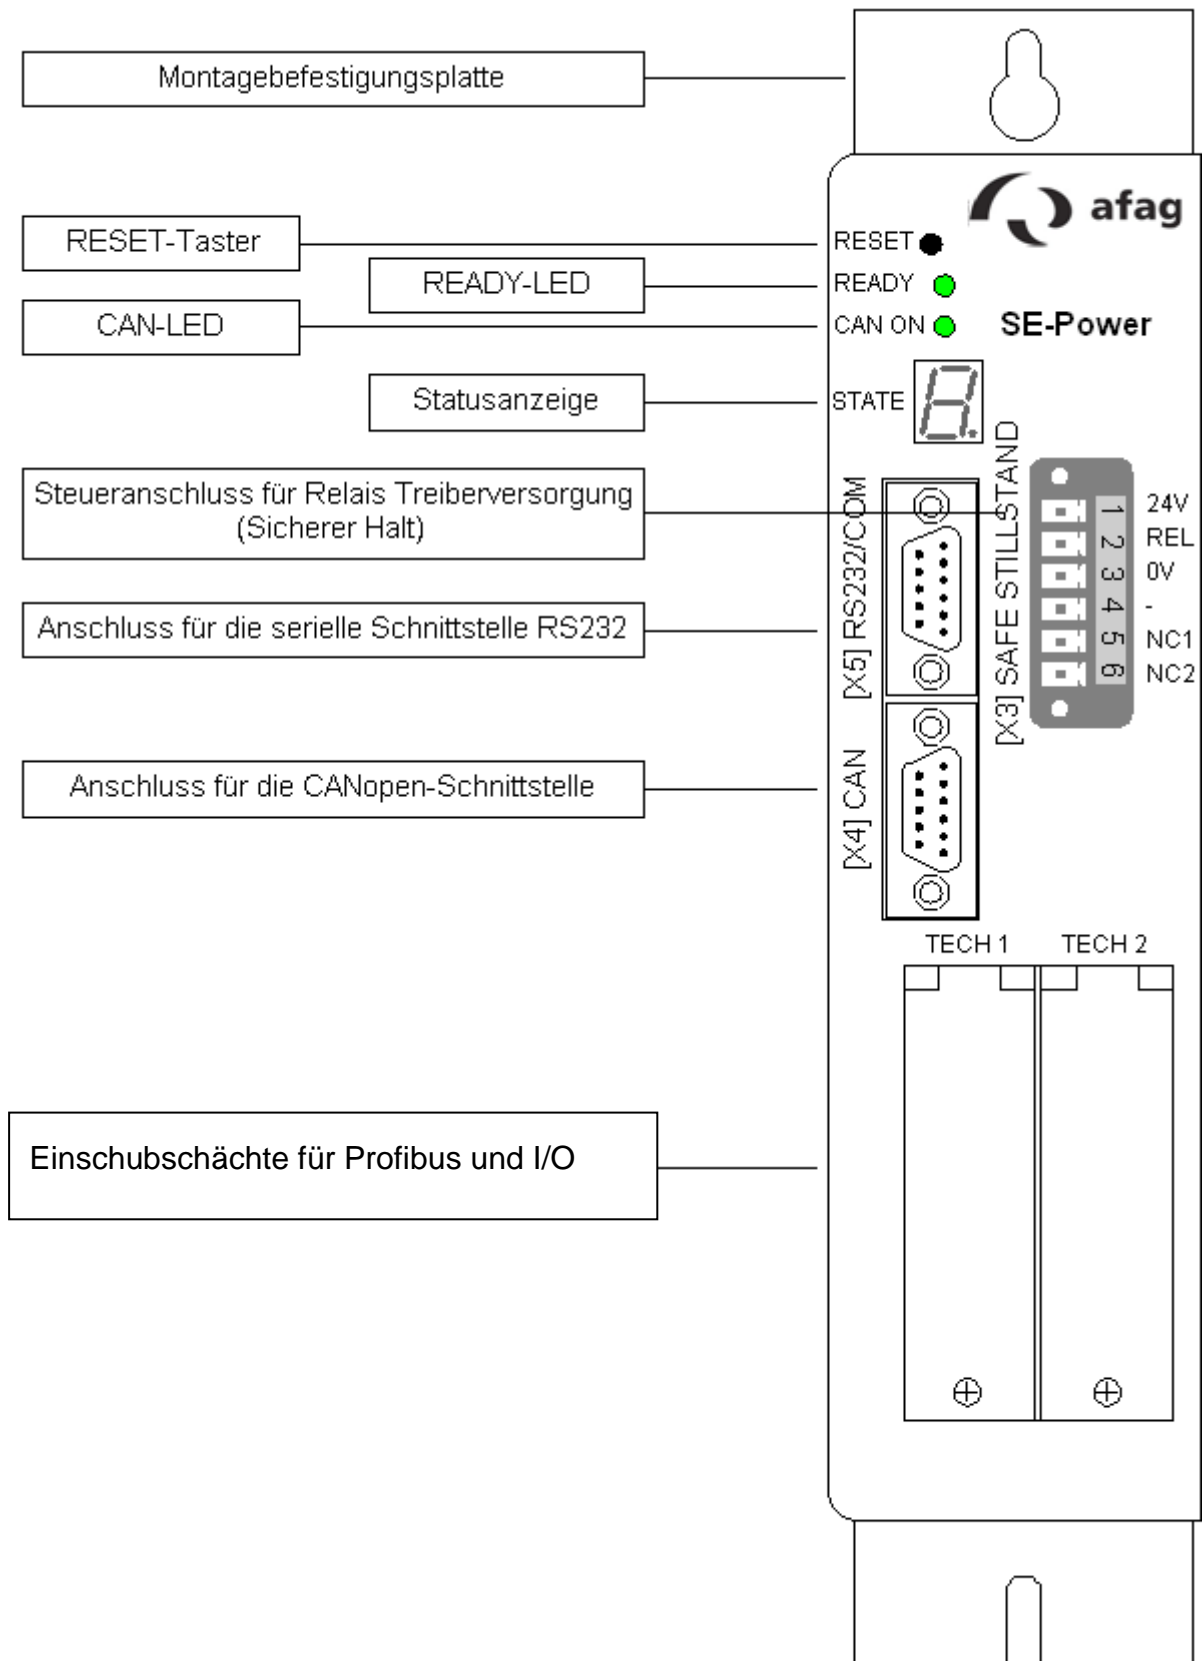 Montagebefestigungsplatte
afag
RESET-Taster
RESET
READY-LED
READY
CAN-LED
CAN ON
SE-Power
Statusanzeige
STATE
Steueranschluss für Relais Treiberversorgung
(Sicherer Halt)
[X5] RS232/COM
[X3] SAFE STILLSTAND
1 24V
2 REL
3 0V
4 -
5 NC1
6 NC2
Anschluss für die serielle Schnittstelle RS232
Anschluss für die CANopen-Schnittstelle
[X4] CAN
TECH 1
TECH 2
Einschubschächte für Profibus und I/O